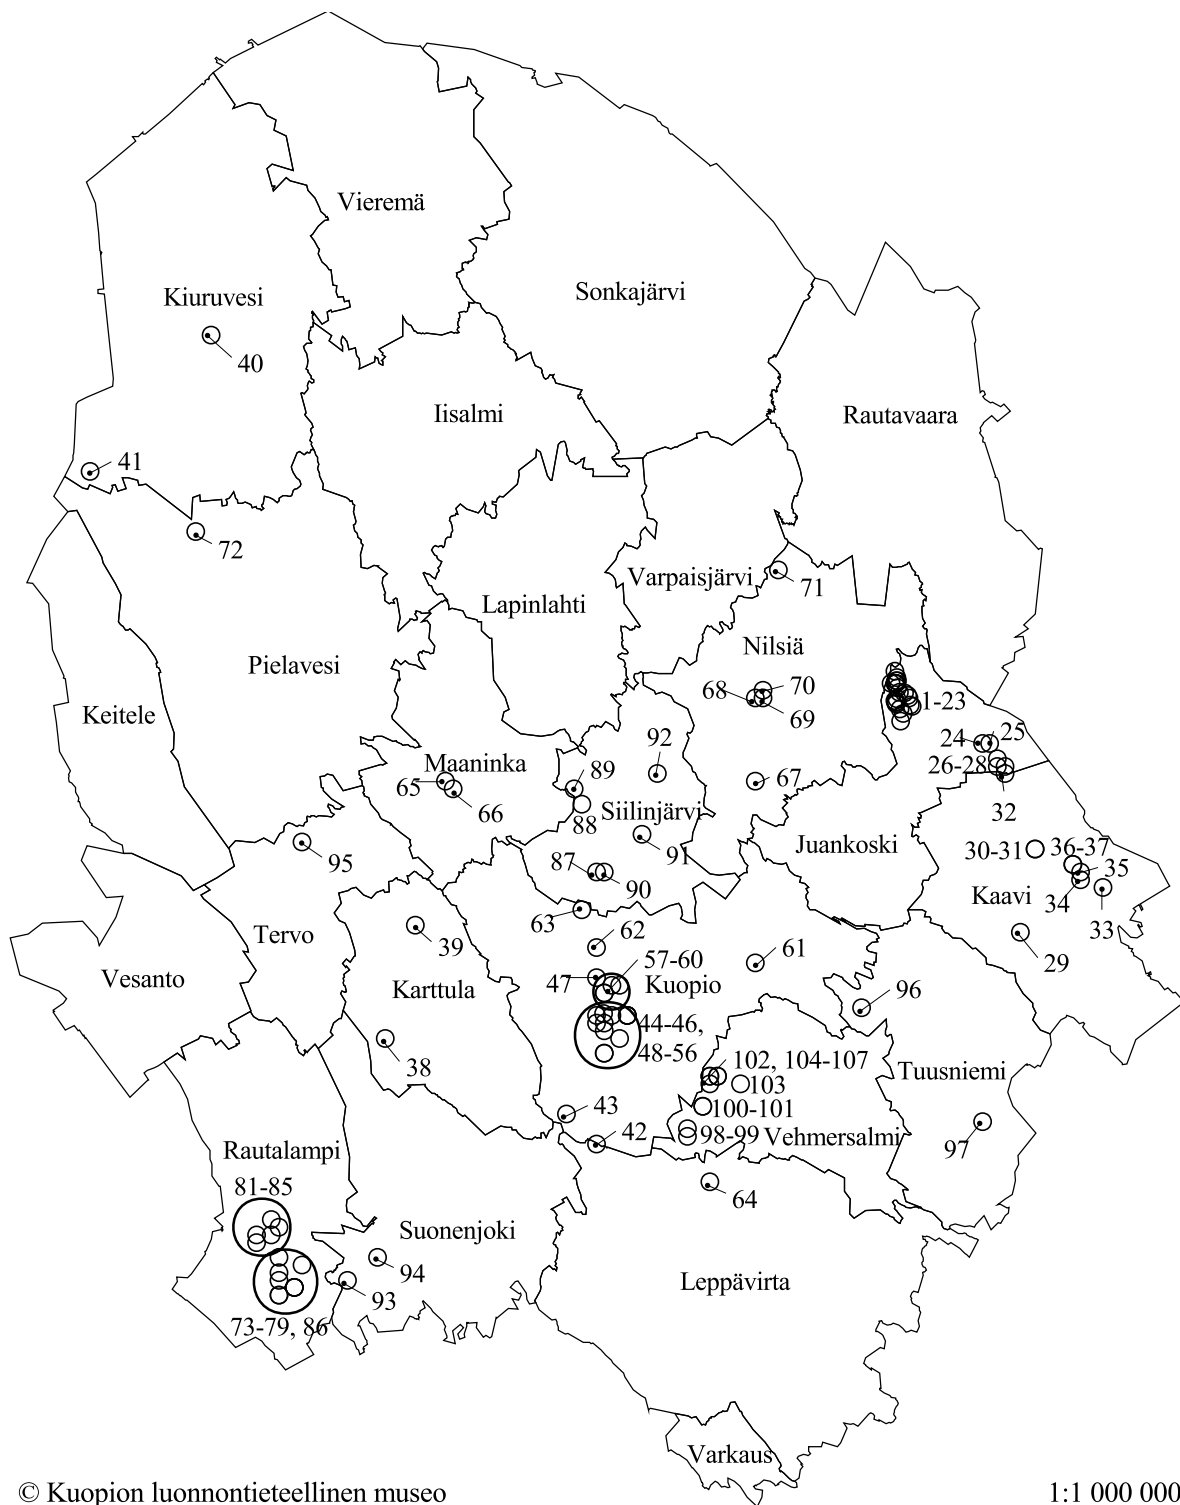 Vieremä
Kiuruvesi
Sonkajärvi
40
Iisalmi
Rautavaara
41
72
Varpaisjärvi
71
Lapinlahti
Nilsiä
Pielavesi
68
70
69
1-23
Keitele
24
25
26-28
32
92
Maaninka
65
66
89
67
88
Siilinjärvi
91
95
Juankoski
30-31
36-37
35
34
33
Kaavi
29
87
90
63
39
62
Tervo
Vesanto
Karttula
57-60
61
47
Kuopio
96
44-46,
48-56
38
102, 104-107
103
Tuusniemi
100-101
43
98-99
Vehmersalmi
97
42
Rautalampi
64
81-85
Suonenjoki
94
93
Leppävirta
73-79, 86
Varkaus
© Kuopion luonnontieteellinen museo
1:1 000 000